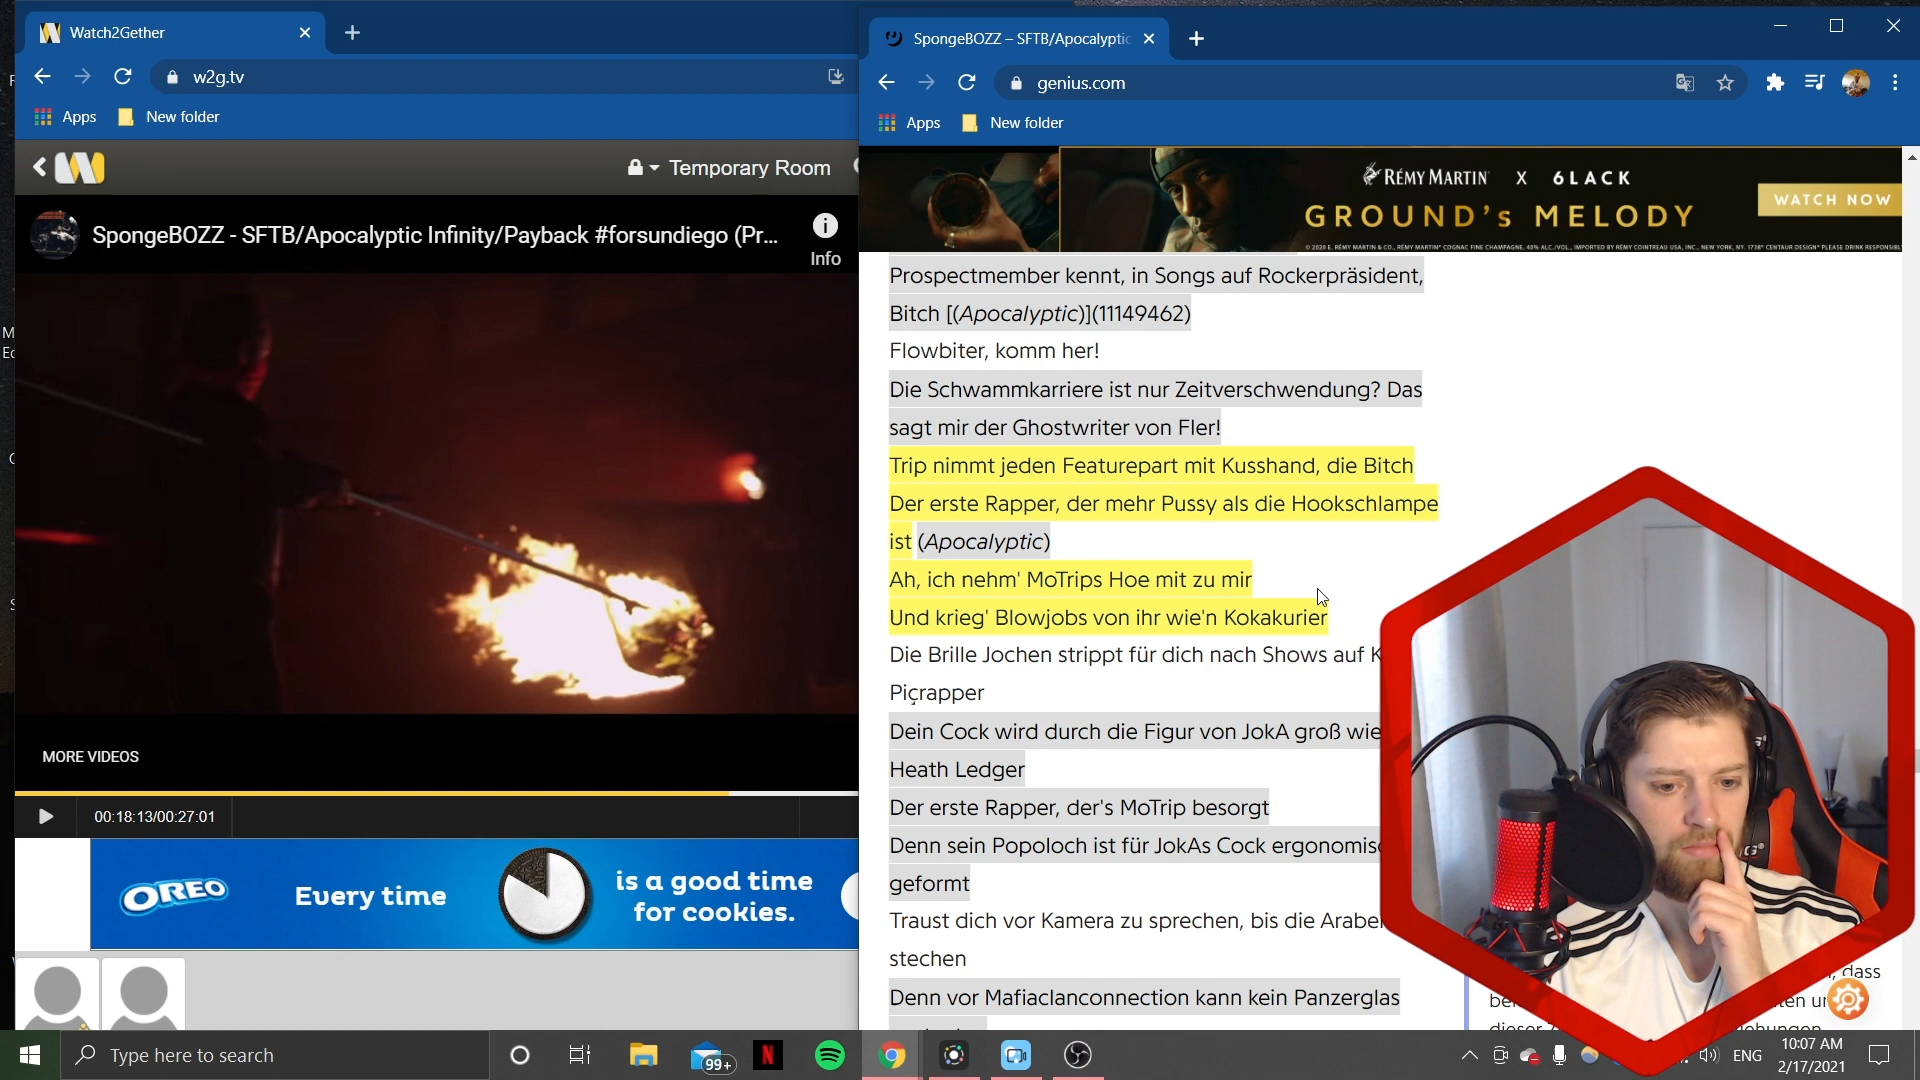 Watch2Gether
w2g.tv
Apps
New folder
Temporary Room
SpongeBOZZ - SFTB/Apocalyptic Infinity/Payback #forsundiego (Pr...
Info
MORE VIDEOS
00:18:13/00:27:01
OREO
Every time
is a good time
for cookies.
SpongeBOZZ – SFTB/Apocalyptic
genius.com
Apps
New folder
RÉMY MARTIN X 6LACK
GROUND's MELODY
WATCH NOW
Prospectmember kennt, in Songs auf Rockerpräsident,
Bitch [(Apocalyptic)](11149462)
Flowbiter, komm her!
Die Schwammkarriere ist nur Zeitverschwendung? Das
sagt mir der Ghostwriter von Fler!
Trip nimmt jeden Featurepart mit Kusshand, die Bitch
Der erste Rapper, der mehr Pussy als die Hookschlampe
ist (Apocalyptic)
Ah, ich nehm' MoTrips Hoe mit zu mir
Und krieg' Blowjobs von ihr wie'n Kokakurier
Die Brille Jochen strippt für dich nach Shows auf K
Piçrapper
Dein Cock wird durch die Figur von JokA groß wie
Heath Ledger
Der erste Rapper, der's MoTrip besorgt
Denn sein Popoloch ist für JokAs Cock ergonomisc
geformt
Traust dich vor Kamera zu sprechen, bis die Araber
stechen
Denn vor Mafiaclanconnection kann kein Panzerglas
dass
Type here to search
99+
ENG
10:07 AM
2/17/2021